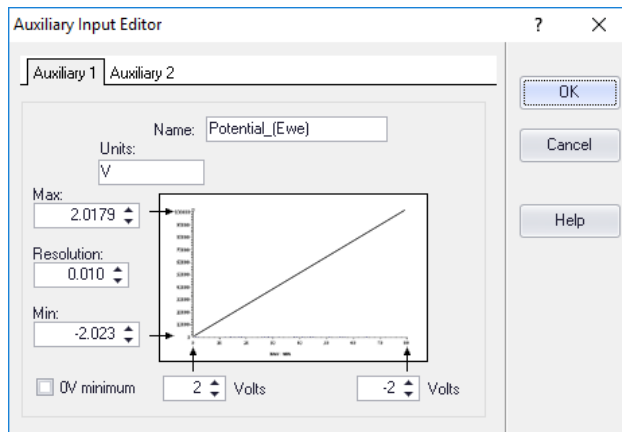 Auxiliary Input Editor
?
Auxiliary 1 Auxiliary 2
OK
Cancel
Help
Name: Potential_(Ewe)
Units:
V
Max:
2.0179
Resolution:
0.010
Min:
-2.023
0V minimum
2 Volts
-2 Volts